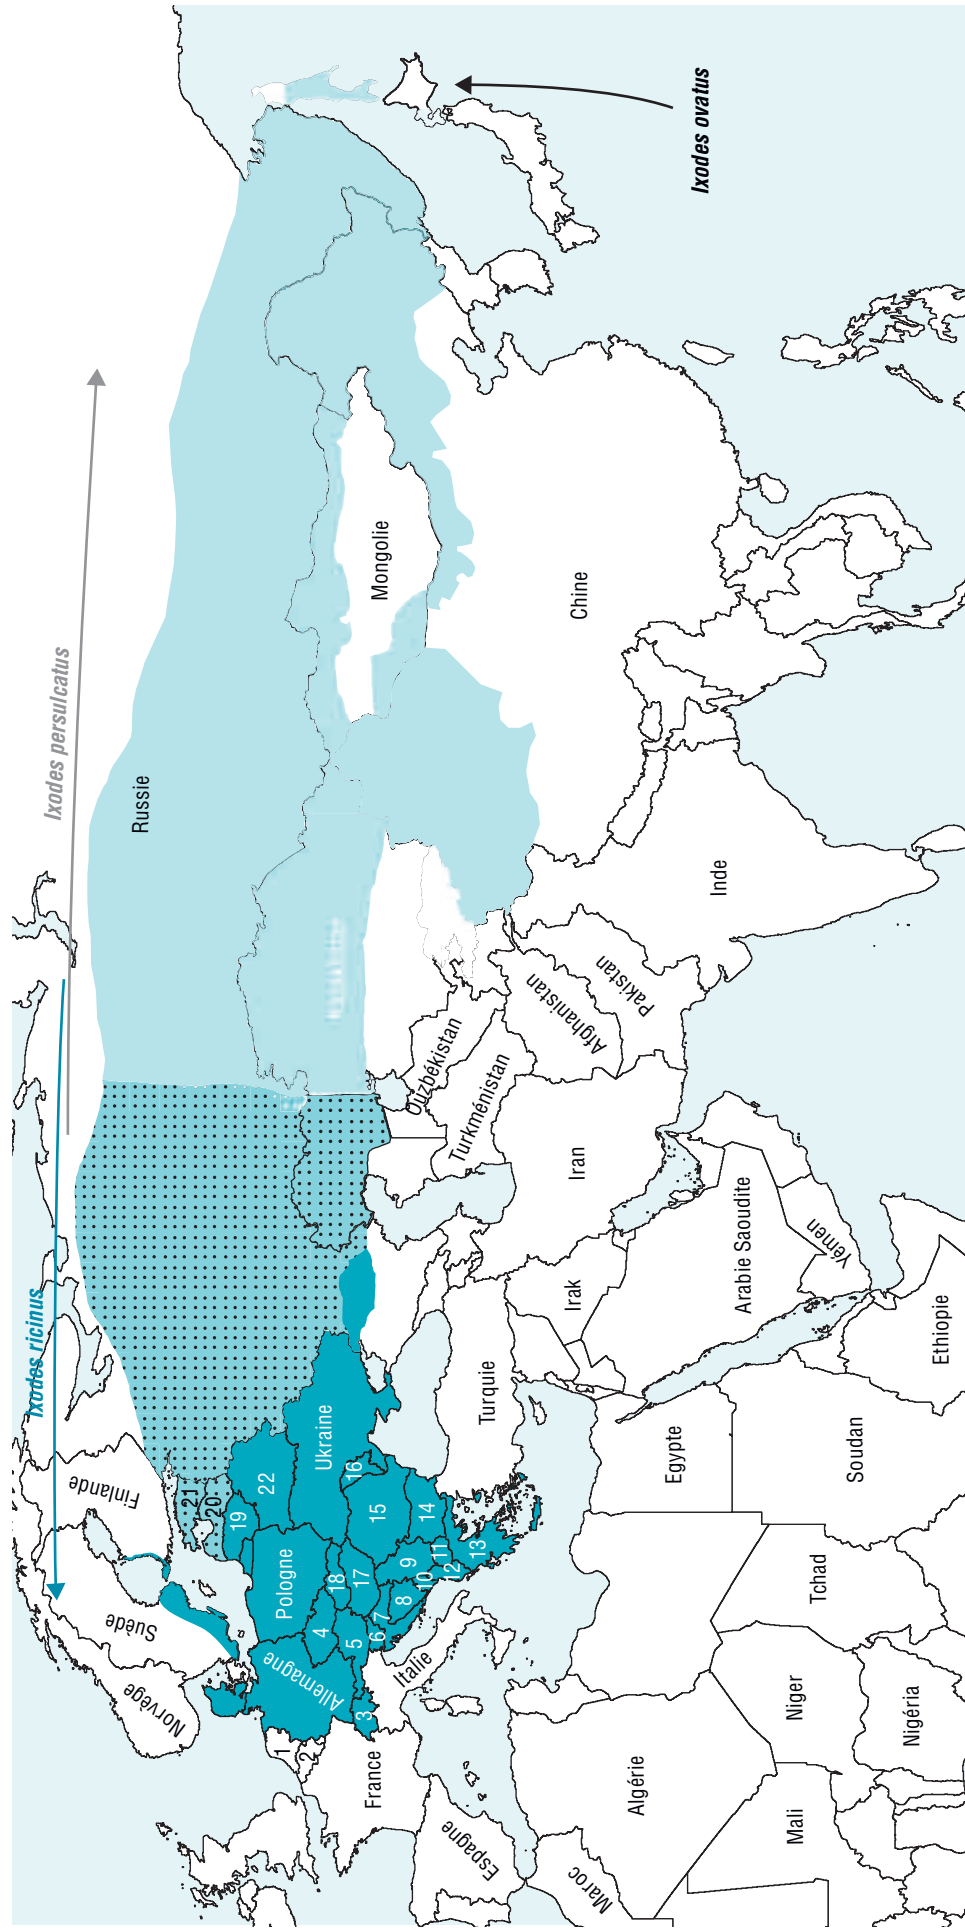 Ixodes ricinus
Ixodes persulcatus
Ixodes ovatus
Norvège
Suède
Finlande
Russie
21
20
19
22
1
2
Allemagne
Pologne
Ukraine
4
18
5
17
16
15
3
6
7
8
9
10
11
12
13
14
France
Italie
Espagne
Mongolie
Chine
Ouzbékistan
Turkménistan
Afghanistan
Pakistan
Inde
Turquie
Iran
Irak
Arabie Saoudite
Yémen
Maroc
Algérie
Egypte
Mali
Niger
Tchad
Soudan
Nigéria
Ethiopie